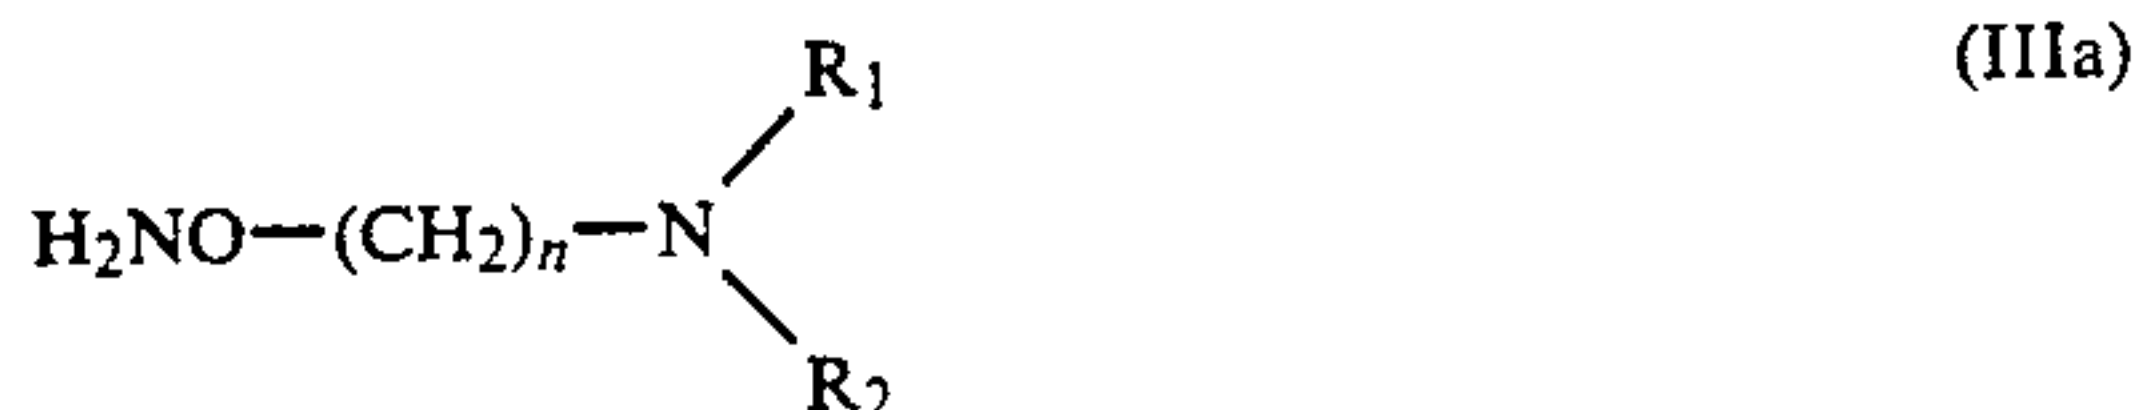 R₁ (IIIa)
H₂NO—(CH₂)ₙ—N
R₂